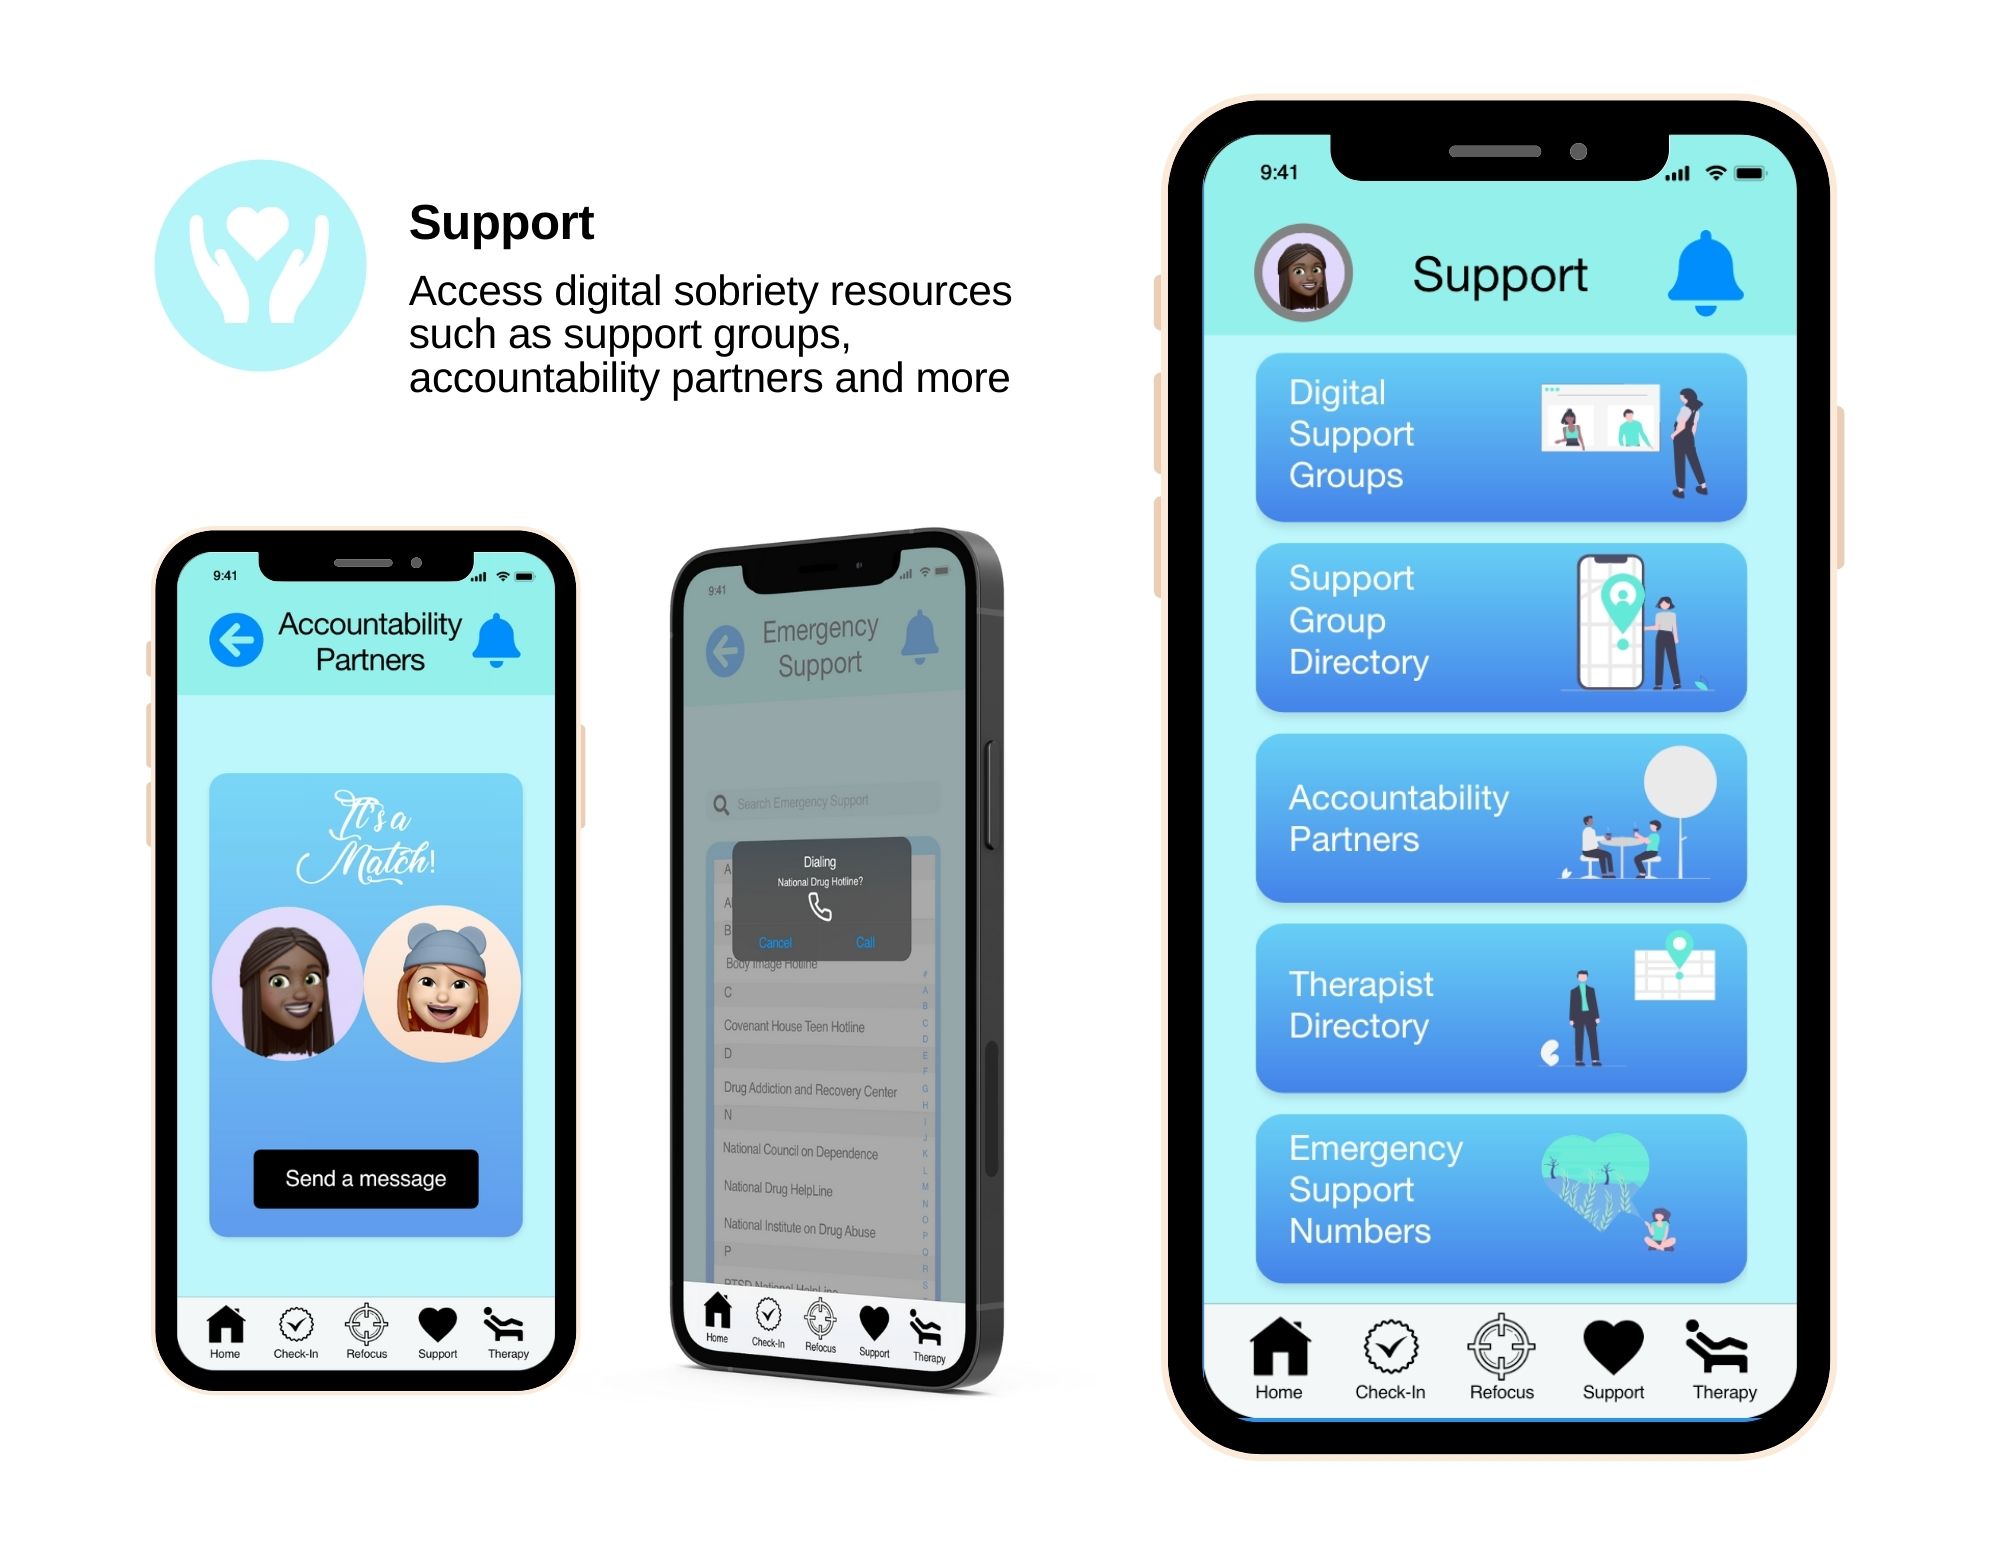 Support
Access digital sobriety resources
such as support groups,
accountability partners and more
9:41
Accountability
Partners
It's a
Match!
Send a message
Home Check-In Refocus Support Therapy
9:41
Emergency
Support
Search Emergency Support
Dialing
National Drug Hotline?
Cancel Call
A
A
B
Body Image Hotline
C
Covenant House Teen Hotline
D
Drug Addiction and Recovery Center
N
National Council on Dependence
National Drug HelpLine
National Institute on Drug Abuse
P
PTSD National HelpLine
#
A
B
C
D
E
F
G
H
I
J
K
L
M
N
O
P
Q
R
S
Home Check-In Refocus Support Therapy
9:41
Support
Digital
Support
Groups
Support
Group
Directory
Accountability
Partners
Therapist
Directory
Emergency
Support
Numbers
Home Check-In Refocus Support Therapy